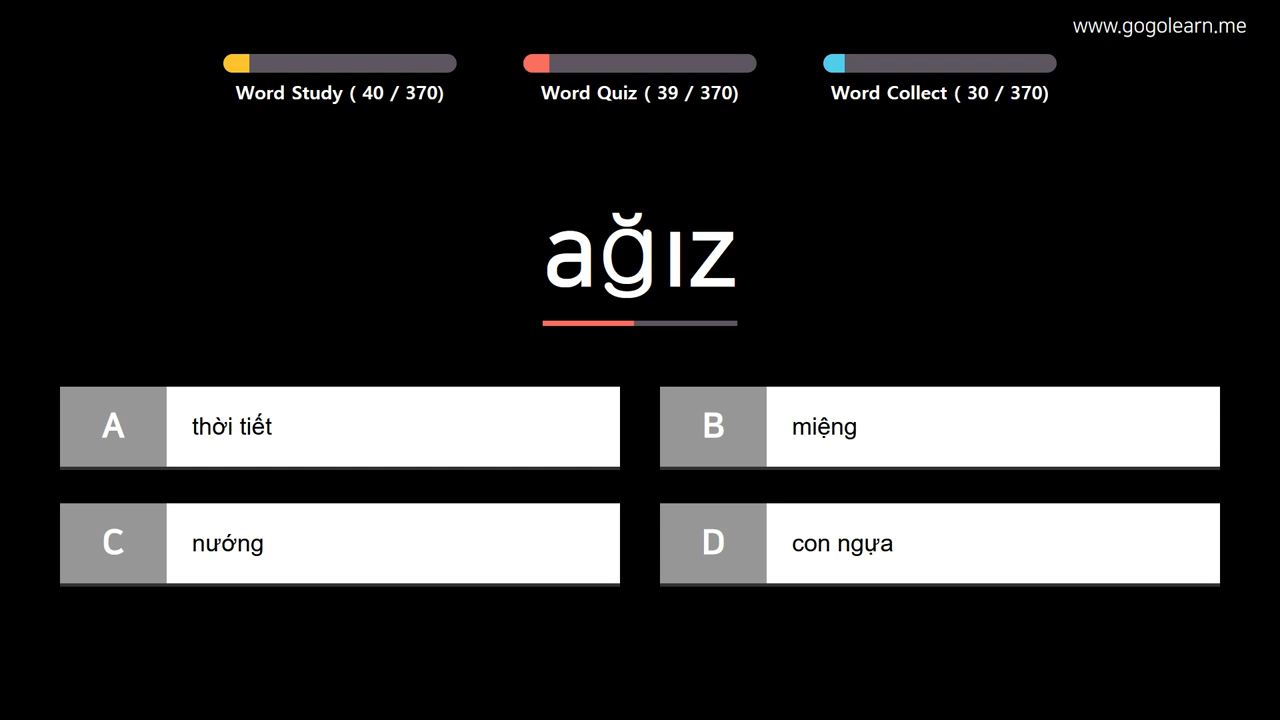 www.gogolearn.me
Word Study ( 40 / 370)
Word Quiz ( 39 / 370)
Word Collect ( 30 / 370)
ağız
A
thời tiết
B
miệng
C
nướng
D
con ngựa